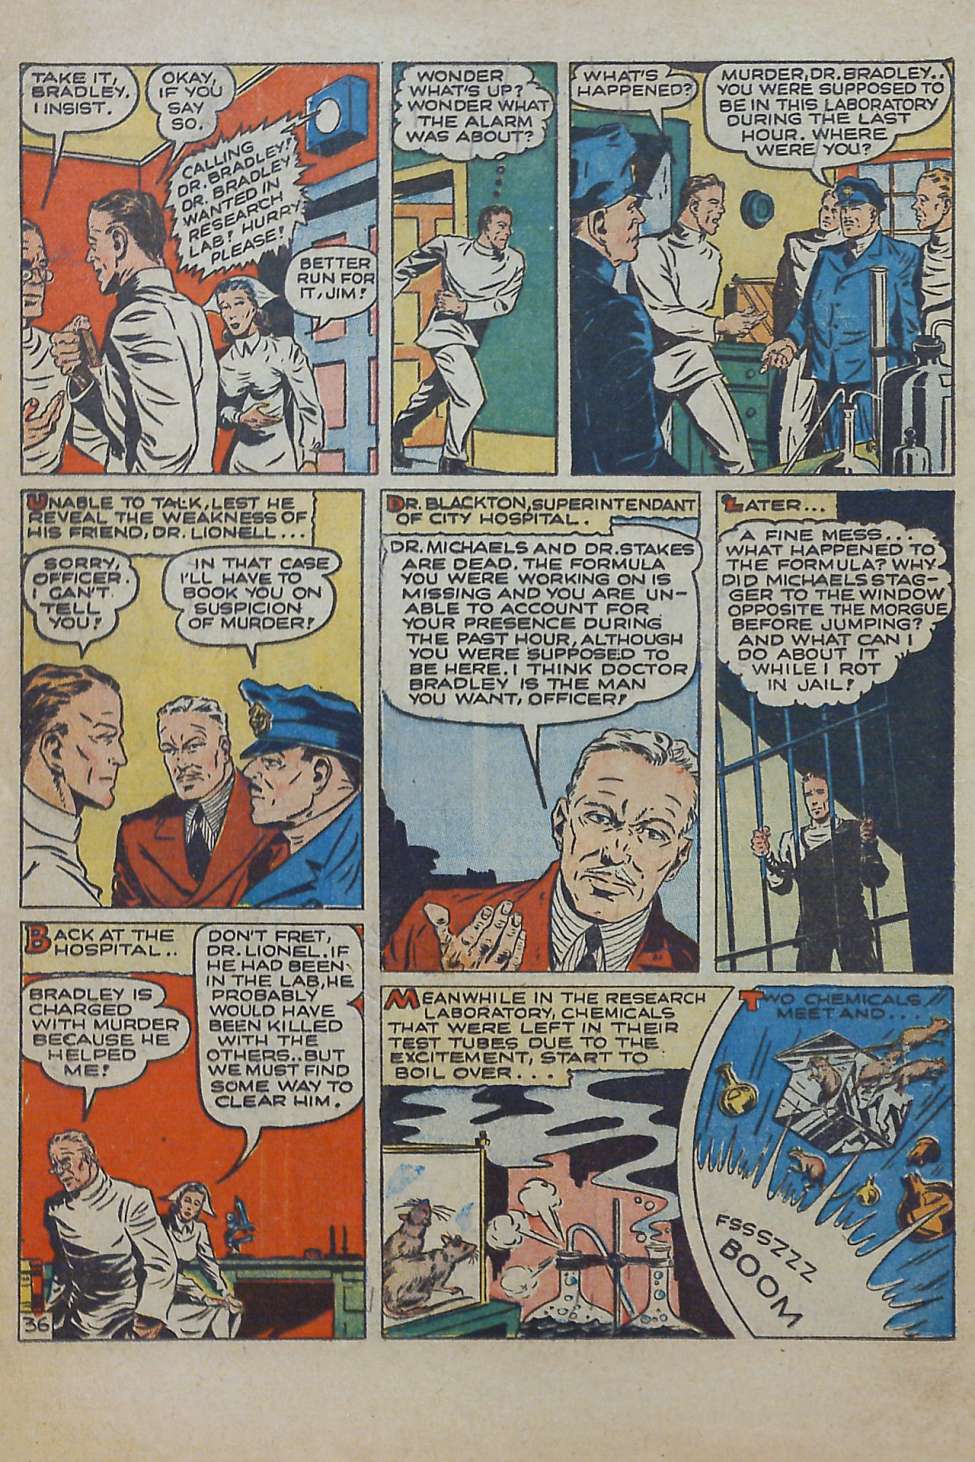 TAKE IT,
BRADLEY.
I INSIST.
OKAY,
IF YOU
SAY
SO.
CALLING
DR. BRADLEY!
DR. BRADLEY
WANTED IN
RESEARCH
LAB! HURRY
PLEASE!
BETTER
RUN FOR
IT, JIM!
WONDER
WHAT'S UP?
WONDER WHAT
THE ALARM
WAS ABOUT?
WHAT'S
HAPPENED?
MURDER, DR. BRADLEY..
YOU WERE SUPPOSED TO
BE IN THIS LABORATORY
DURING THE LAST
HOUR. WHERE
WERE YOU?
UNABLE TO TALK, LEST HE
REVEAL THE WEAKNESS OF
HIS FRIEND, DR. LIONELL...
SORRY,
OFFICER.
I CAN'T
TELL
YOU!
IN THAT CASE
I'LL HAVE TO
BOOK YOU ON
SUSPICION
OF MURDER!
DR. BLACKTON, SUPERINTENDANT
OF CITY HOSPITAL.
DR. MICHAELS AND DR. STAKES
ARE DEAD. THE FORMULA
YOU WERE WORKING ON IS
MISSING AND YOU ARE UN-
ABLE TO ACCOUNT FOR
YOUR PRESENCE DURING
THE PAST HOUR, ALTHOUGH
YOU WERE SUPPOSED TO
BE HERE. I THINK DOCTOR
BRADLEY IS THE MAN
YOU WANT, OFFICER!
LATER...
A FINE MESS...
WHAT HAPPENED TO
THE FORMULA? WHY
DID MICHAELS STAG-
GER TO THE WINDOW
OPPOSITE THE MORGUE
BEFORE JUMPING?
AND WHAT CAN I
DO ABOUT IT
WHILE I ROT
IN JAIL!
BACK AT THE
HOSPITAL..
BRADLEY IS
CHARGED
WITH MURDER
BECAUSE HE
HELPED
ME!
DON'T FRET,
DR. LIONEL. IF
HE HAD BEEN
IN THE LAB, HE
PROBABLY
WOULD HAVE
BEEN KILLED
WITH THE
OTHERS.. BUT
WE MUST FIND
SOME WAY TO
CLEAR HIM.
36
MEANWHILE IN THE RESEARCH
LABORATORY, CHEMICALS
THAT WERE LEFT IN THEIR
TEST TUBES DUE TO THE
EXCITEMENT, START TO
BOIL OVER...
TWO CHEMICALS
MEET AND...
FSSSZZZ
BOOM